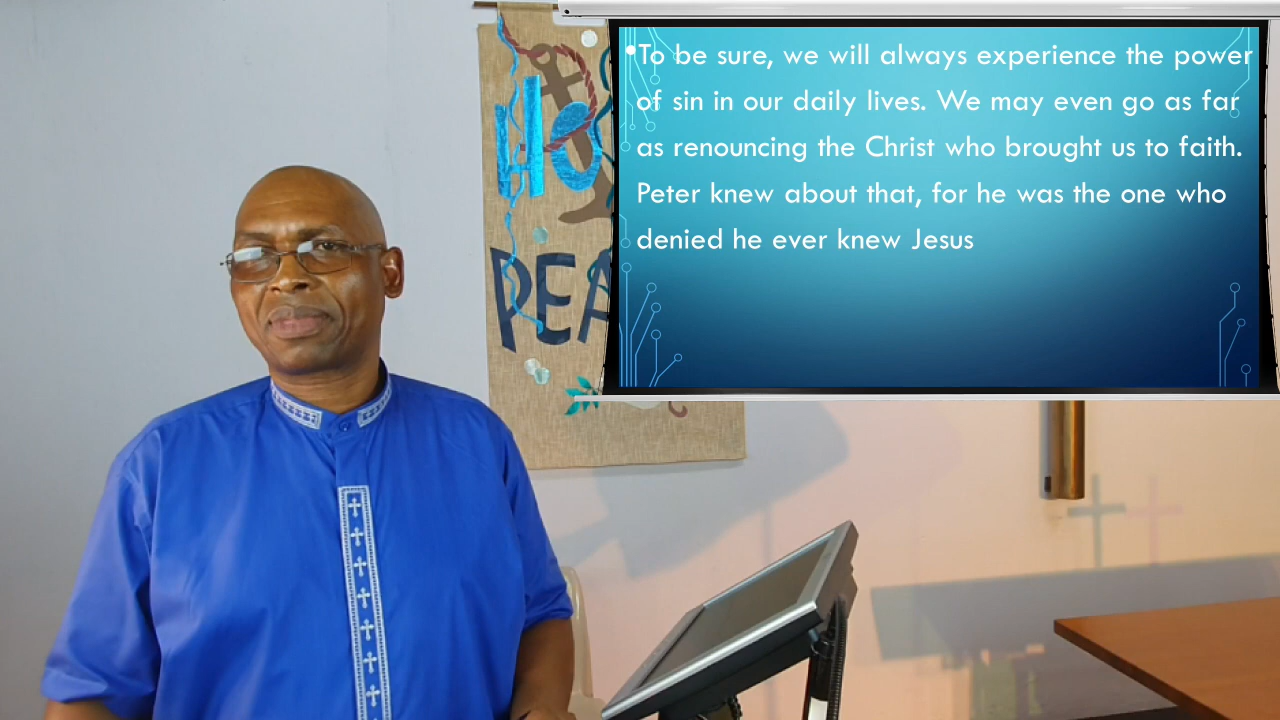 HO
PEA
•To be sure, we will always experience the power
of sin in our daily lives. We may even go as far
as renouncing the Christ who brought us to faith.
Peter knew about that, for he was the one who
denied he ever knew Jesus